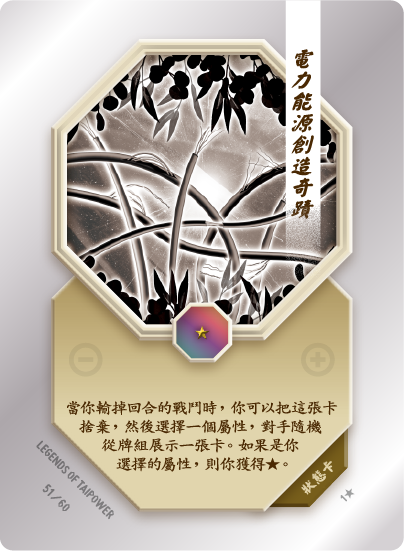 電力能源創造奇蹟
當你輸掉回合的戰鬥時，你可以把這張卡
捨棄，然後選擇一個屬性，對手隨機
從牌組展示一張卡。如果是你
選擇的屬性，則你獲得★。
LEGENDS OF TAIPOWER
51/60
狀態卡
1★